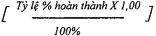 [ Tỷ lệ % hoàn thành X 1,00 ]
100%